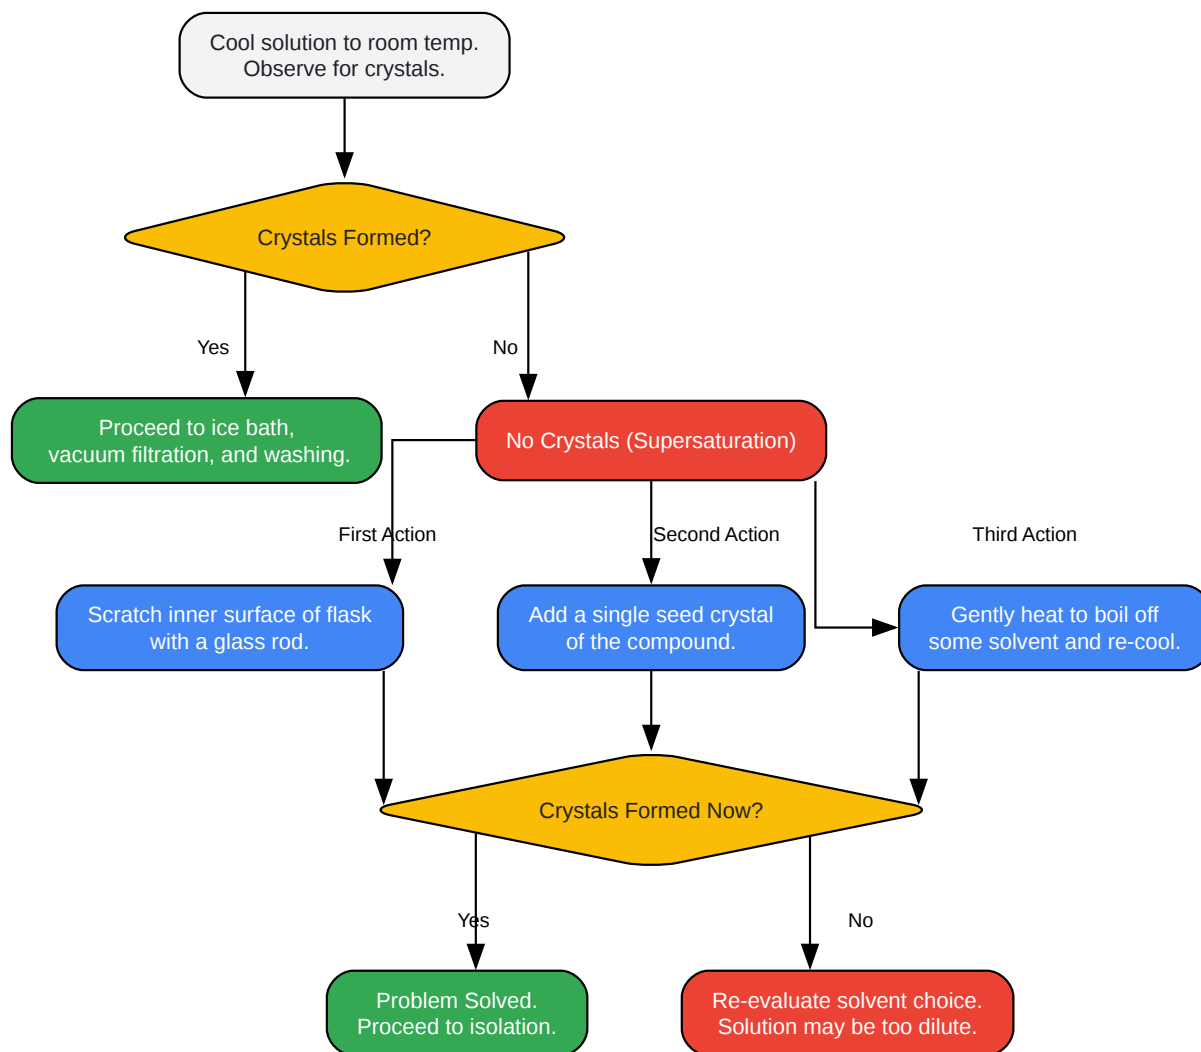 Cool solution to room temp.
Observe for crystals.
Crystals Formed?
Yes
No
Proceed to ice bath,
vacuum filtration, and washing.
No Crystals (Supersaturation)
First Action
Second Action
Third Action
Scratch inner surface of flask
with a glass rod.
Add a single seed crystal
of the compound.
Gently heat to boil off
some solvent and re-cool.
Crystals Formed Now?
Yes
No
Problem Solved.
Proceed to isolation.
Re-evaluate solvent choice.
Solution may be too dilute.